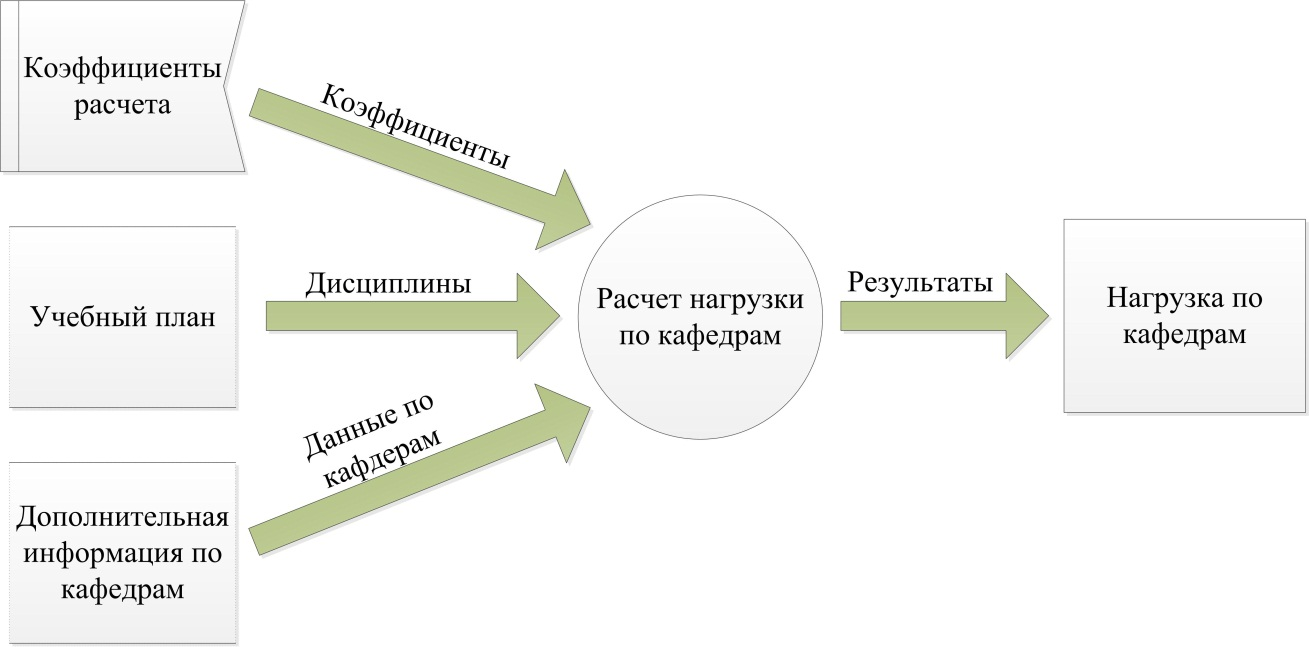 Коэффициенты
расчета
Коэффициенты
Учебный план
Дисциплины
Расчет нагрузки
по кафедрам
Результаты
Нагрузка по
кафедрам
Данные по
кафдерам
Дополнительная
информация по
кафедрам